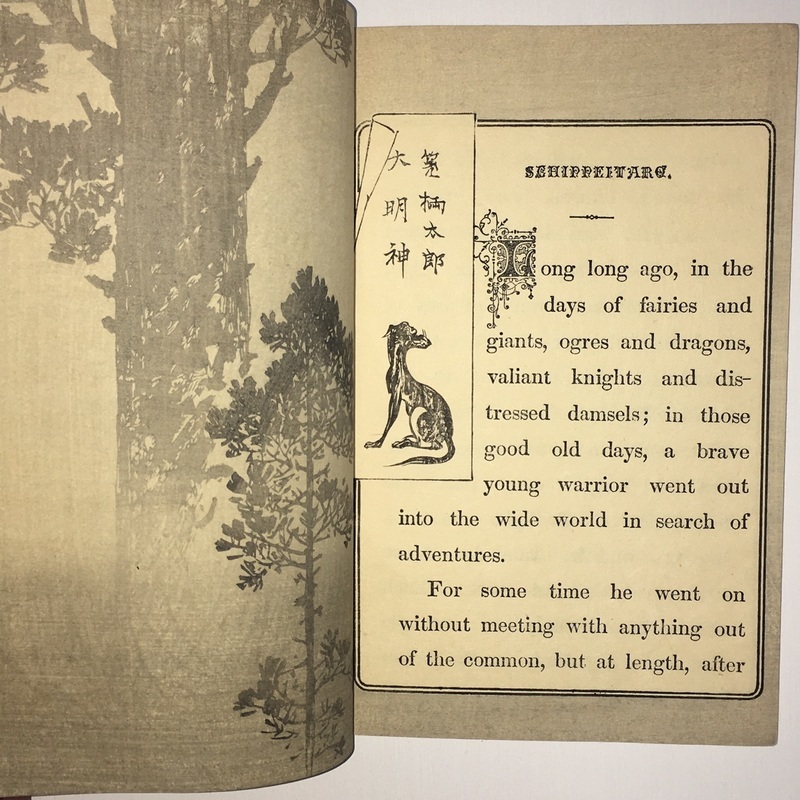 SCHIPPEITARO.
柄太郎
大明神
Long long ago, in the
days of fairies and
giants, ogres and dragons,
valiant knights and dis-
tressed damsels; in those
good old days, a brave
young warrior went out
into the wide world in search of
adventures.
For some time he went on
without meeting with anything out
of the common, but at length, after